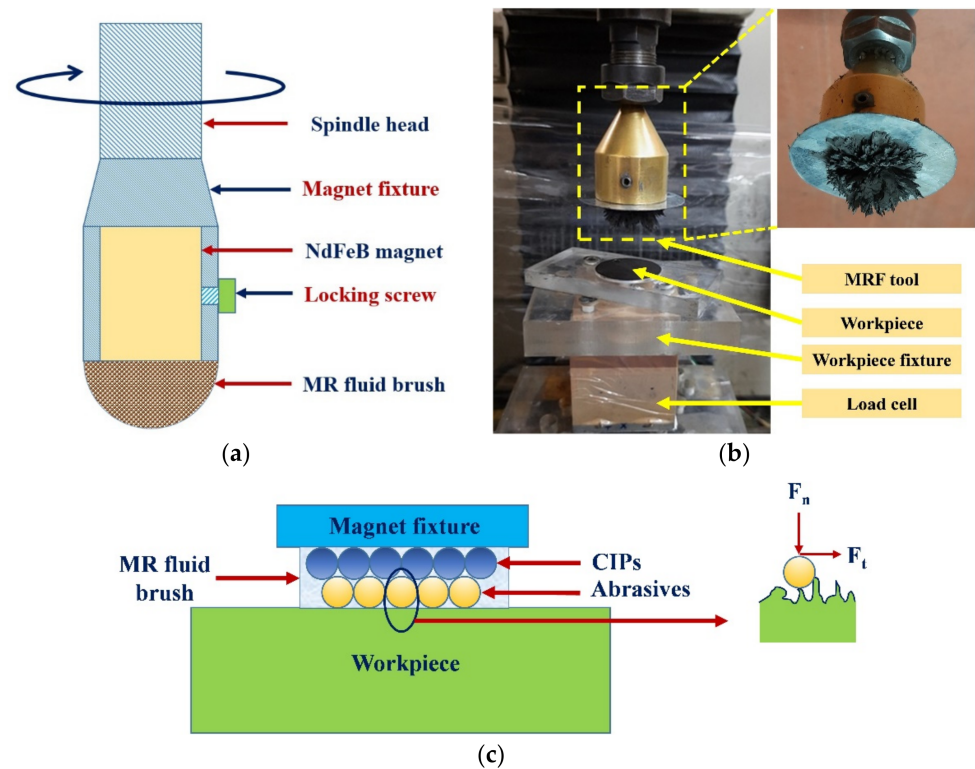 Spindle head
Magnet fixture
NdFeB magnet
Locking screw
MR fluid brush
(a)
MRF tool
Workpiece
Workpiece fixture
Load cell
(b)
Magnet fixture
MR fluid
brush
CIPs
Abrasives
Workpiece
Fn
Ft
(c)